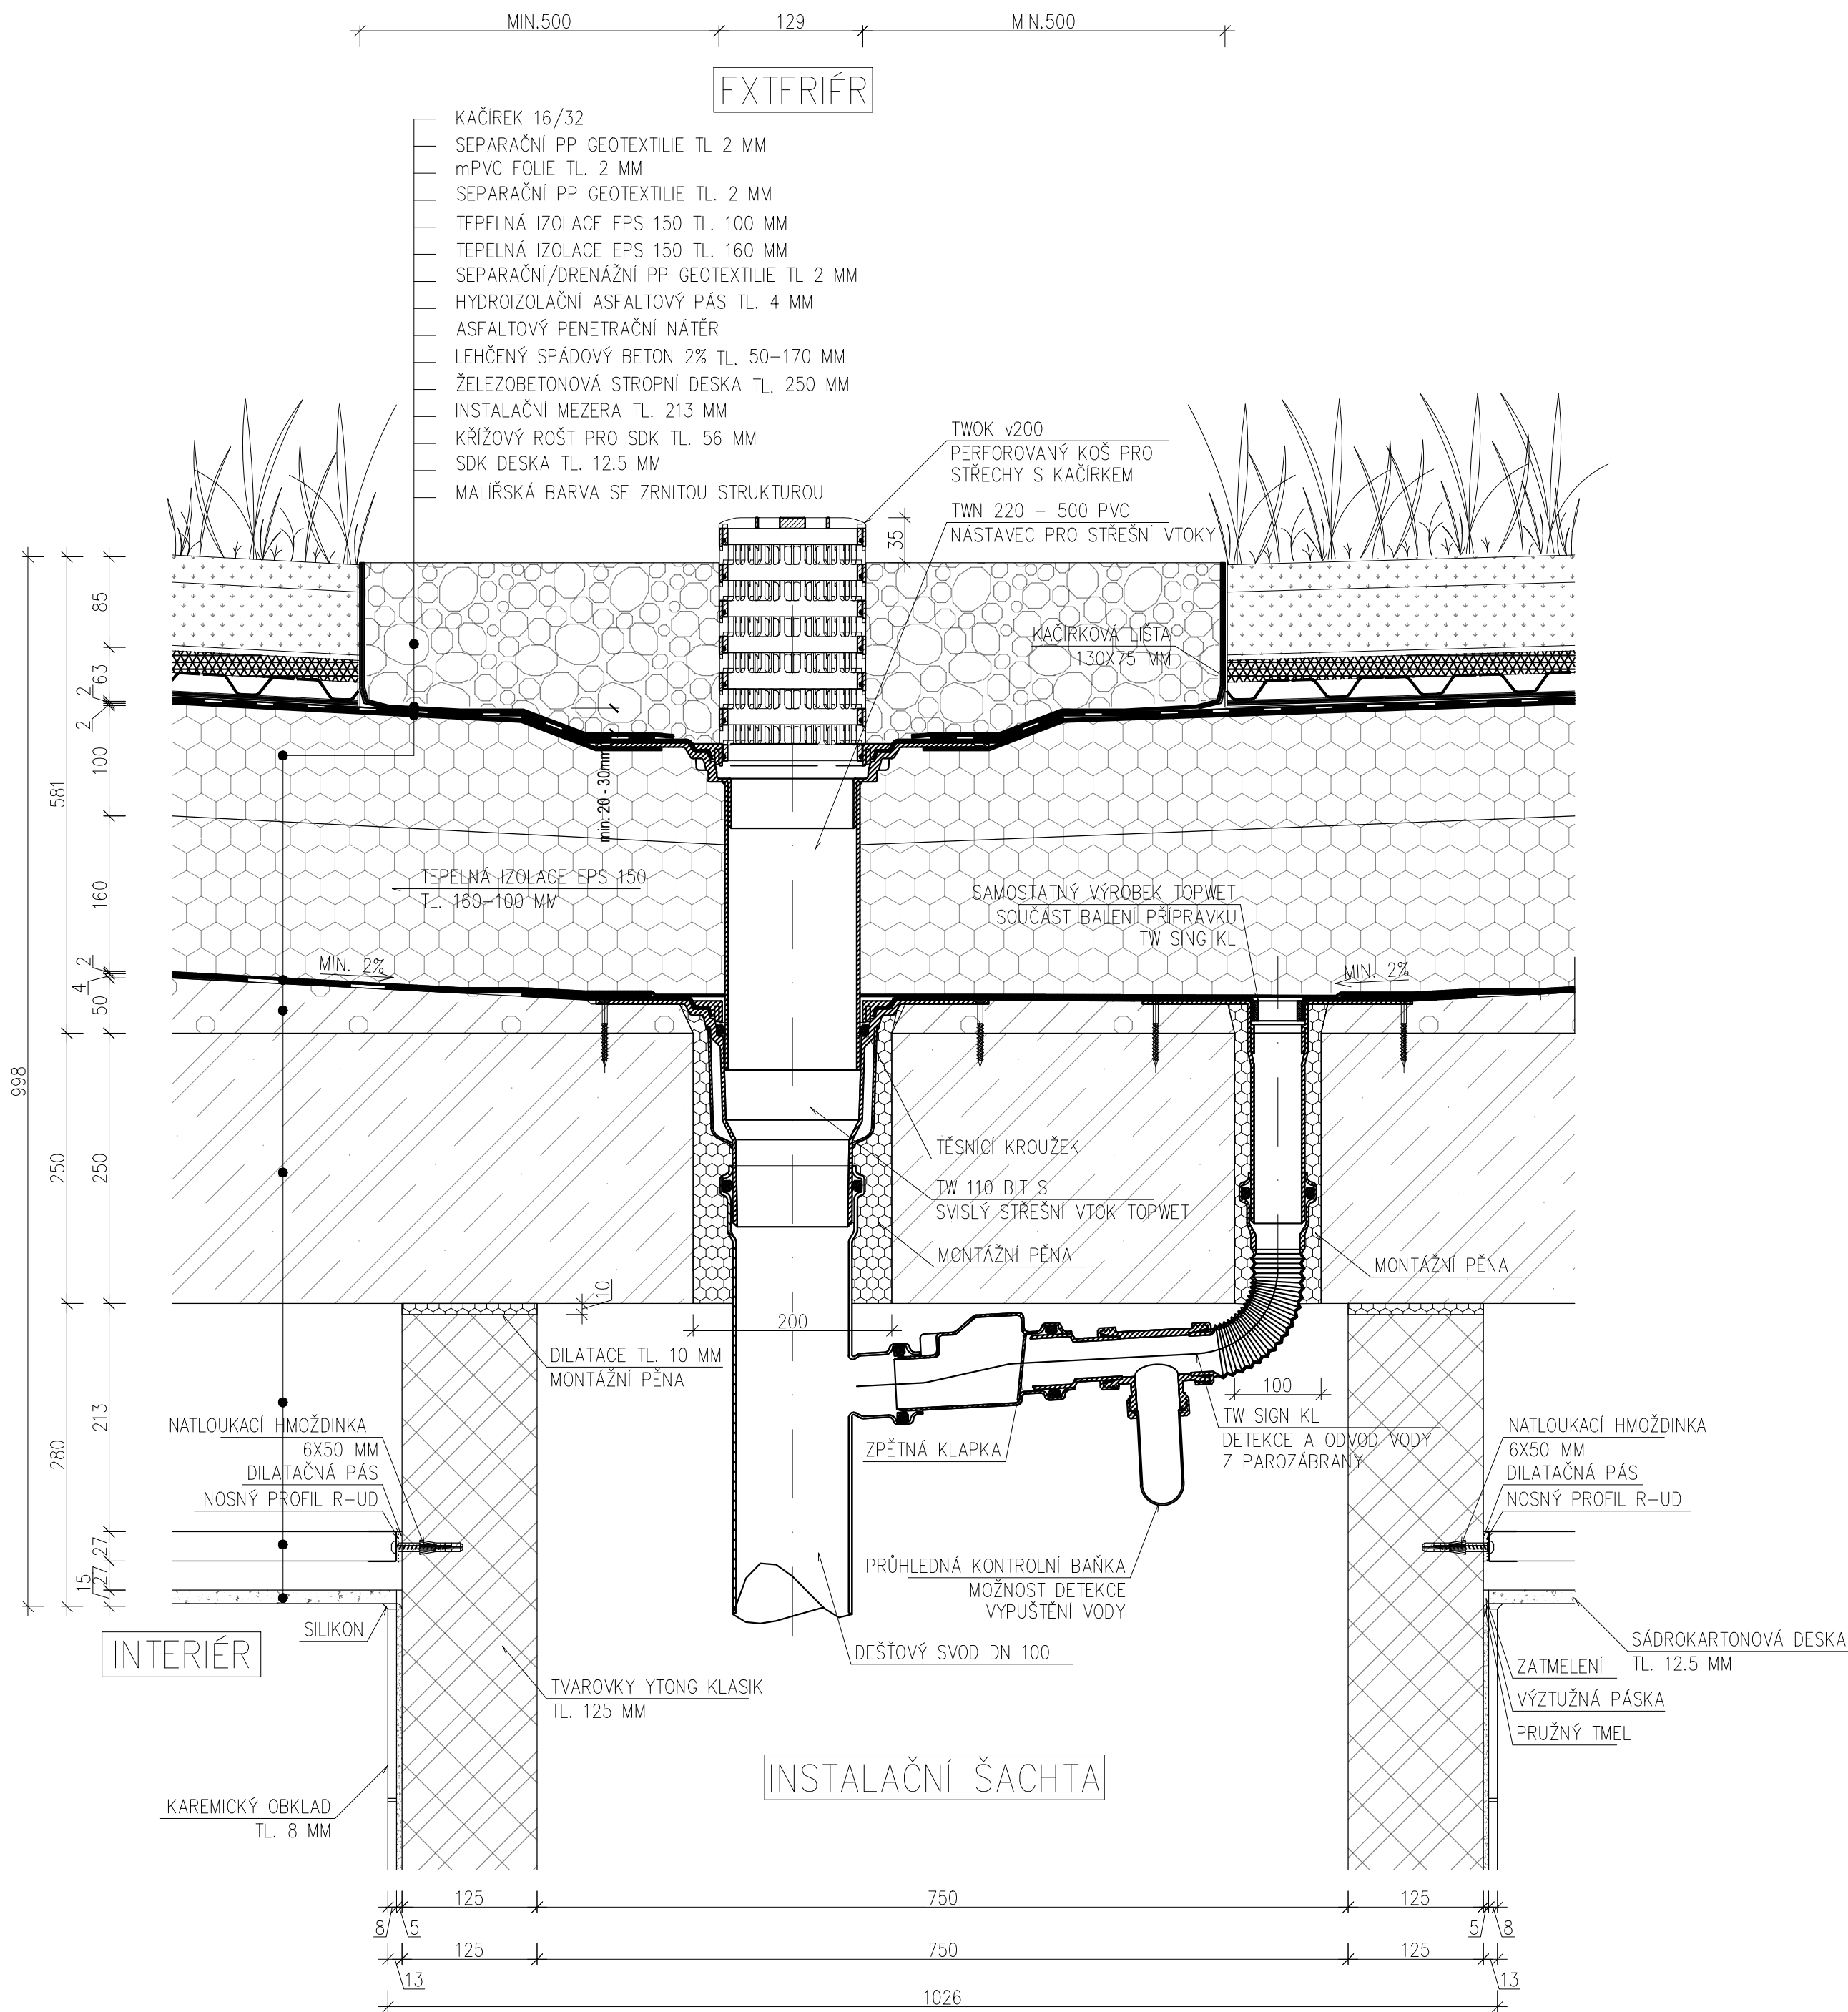 MIN.500
129
MIN.500
EXTERIÉR
KAČÍREK 16/32
SEPARAČNÍ PP GEOTEXTILIE TL 2 MM
mPVC FOLIE TL. 2 MM
SEPARAČNÍ PP GEOTEXTILIE TL. 2 MM
TEPELNÁ IZOLACE EPS 150 TL. 100 MM
TEPELNÁ IZOLACE EPS 150 TL. 160 MM
SEPARAČNÍ/DRENÁŽNÍ PP GEOTEXTILIE TL 2 MM
HYDROIZOLAČNÍ ASFALTOVÝ PÁS TL. 4 MM
ASFALTOVÝ PENETRAČNÍ NÁTĚR
LEHČENÝ SPÁDOVÝ BETON 2% TL. 50-170 MM
ŽELEZOBETONOVÁ STROPNÍ DESKA TL. 250 MM
INSTALAČNÍ MEZERA TL. 213 MM
KŘÍŽOVÝ ROŠT PRO SDK TL. 56 MM
SDK DESKA TL. 12.5 MM
MALÍŘSKÁ BARVA SE ZRNITOU STRUKTUROU
TWOK v200
PERFOROVANÝ KOŠ PRO
STŘECHY S KAČÍRKEM
TWN 220 - 500 PVC
NÁSTAVEC PRO STŘEŠNÍ VTOKY
35
KAČÍRKOVÁ LIŠTA
130X75 MM
min. 20 - 30mm
TEPELNÁ IZOLACE EPS 150
TL. 160+100 MM
SAMOSTATNÝ VÝROBEK TOPWET
SOUČÁST BALENÍ PŘÍPRAVKU
TW SING KL
MIN. 2%
MIN. 2%
998
581
250
280
85
63
2
2
100
160
2
4
50
250
213
27
27
15
TĚSNICÍ KROUŽEK
TW 110 BIT S
SVISLÝ STŘEŠNÍ VTOK TOPWET
MONTÁŽNÍ PĚNA
MONTÁŽNÍ PĚNA
10
200
DILATACE TL. 10 MM
MONTÁŽNÍ PĚNA
100
TW SIGN KL
DETEKCE A ODVOD VODY
Z PAROZÁBRANY
ZPĚTNÁ KLAPKA
NATLOUKACÍ HMOŽDINKA
6X50 MM
DILATAČNÁ PÁS
NOSNÝ PROFIL R-UD
NATLOUKACÍ HMOŽDINKA
6X50 MM
DILATAČNÁ PÁS
NOSNÝ PROFIL R-UD
PRŮHLEDNÁ KONTROLNÍ BAŇKA
MOŽNOST DETEKCE
VYPUŠTĚNÍ VODY
SILIKON
INTERIÉR
DEŠŤOVÝ SVOD DN 100
SÁDROKARTONOVÁ DESKA
TL. 12.5 MM
ZATMELENÍ
VÝZTUŽNÁ PÁSKA
PRUŽNÝ TMEL
TVAROVKY YTONG KLASIK
TL. 125 MM
INSTALAČNÍ ŠACHTA
KAREMICKÝ OBKLAD
TL. 8 MM
8
5
125
750
125
5
8
13
125
750
125
13
1026